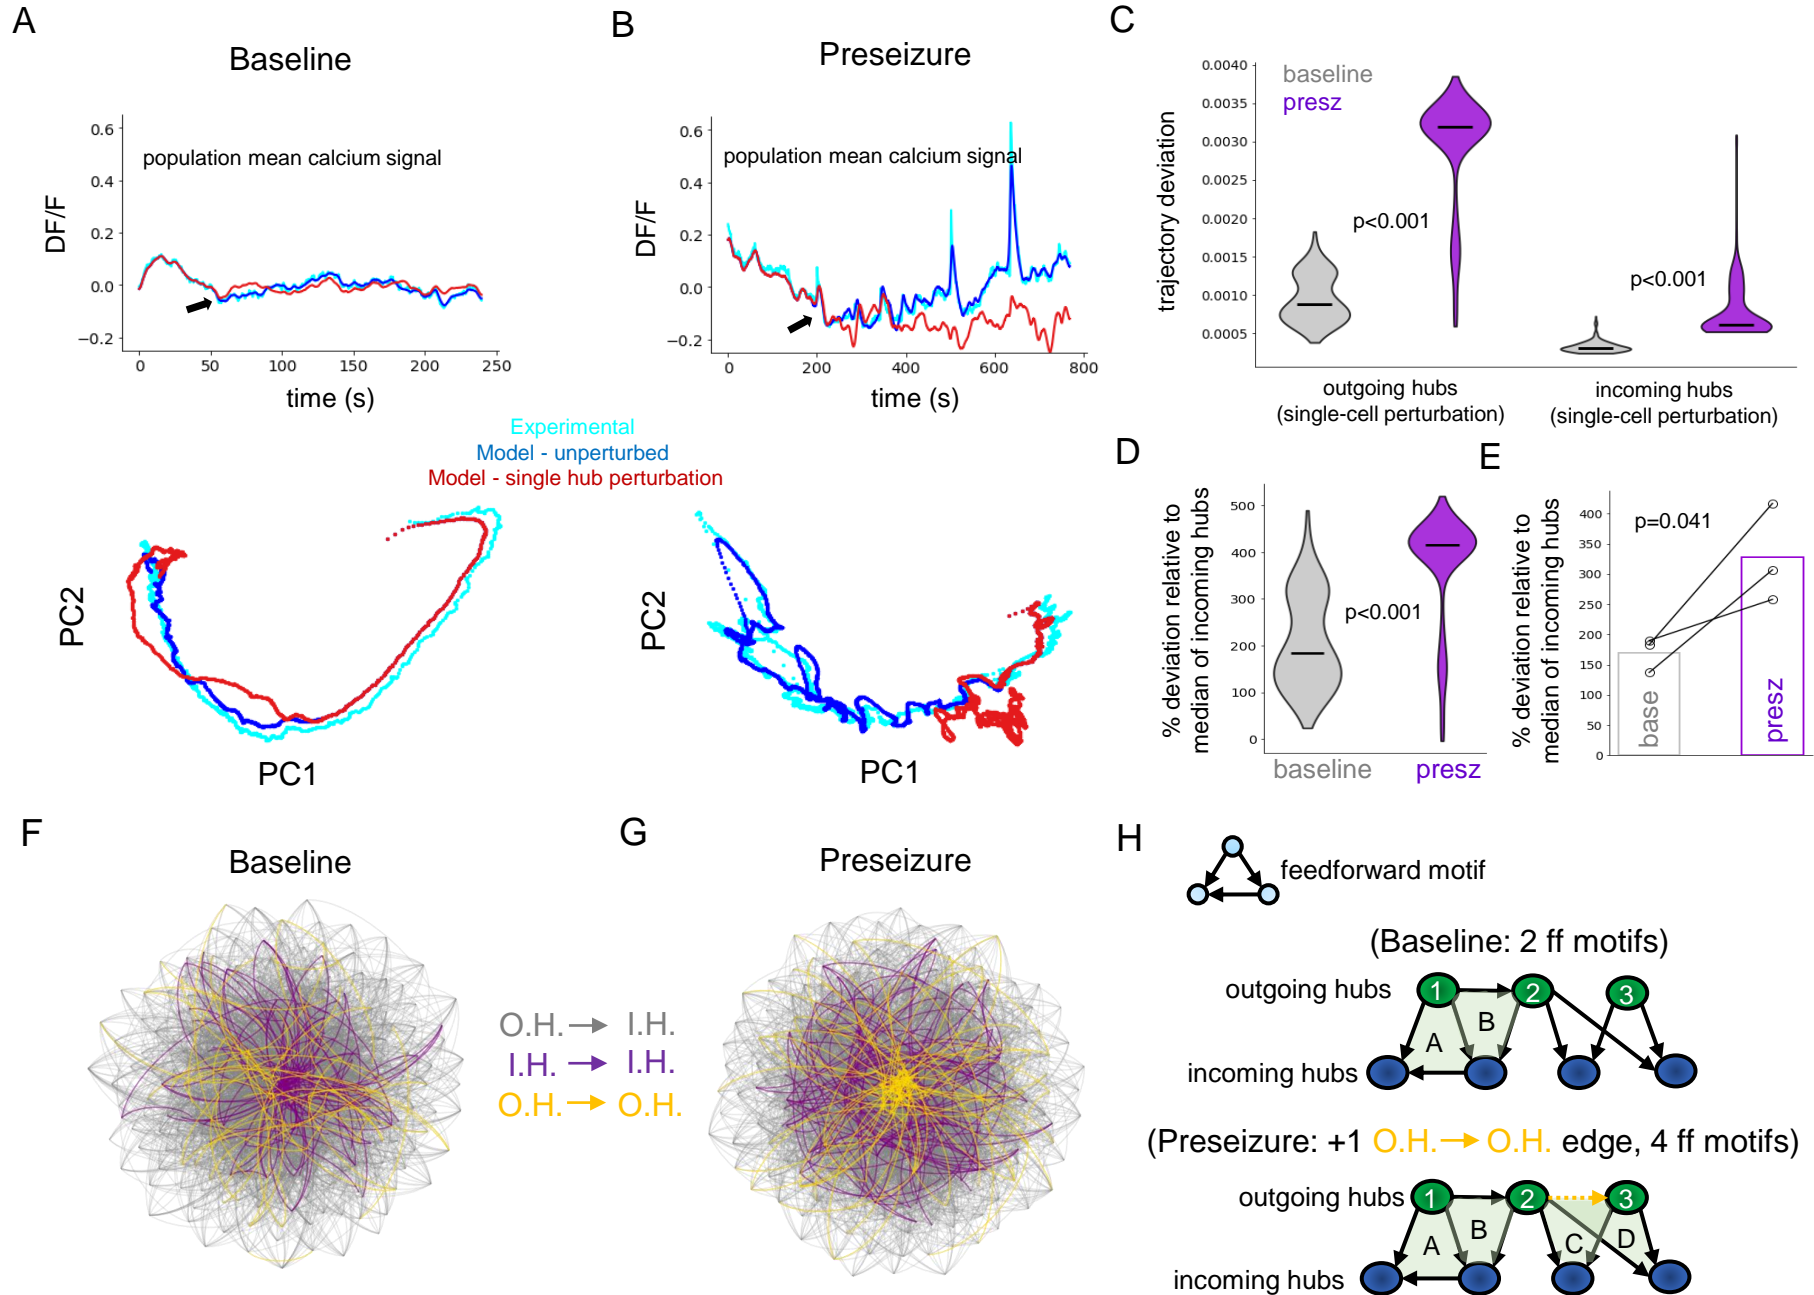 A
Baseline
DF/F
0.6
0.4
0.2
0.0
−0.2
population mean calcium signal
0
50
100
150
200
250
time (s)
B
Preseizure
DF/F
0.6
0.4
0.2
0.0
−0.2
population mean calcium signal
0
200
400
600
800
time (s)
C
trajectory deviation
0.0040
0.0035
0.0030
0.0025
0.0020
0.0015
0.0010
0.0005
baseline
presz
p<0.001
p<0.001
outgoing hubs
(single-cell perturbation)
incoming hubs
(single-cell perturbation)
Experimental
Model - unperturbed
Model - single hub perturbation
PC2
PC1
PC2
PC1
D
% deviation relative to
median of incoming hubs
500
400
300
200
100
0
p<0.001
baseline
presz
E
% deviation relative to
median of incoming hubs
400
350
300
250
200
150
100
50
0
p=0.041
base
presz
F
Baseline
G
Preseizure
O.H. → I.H.
I.H. → I.H.
O.H. → O.H.
H
feedforward motif
(Baseline: 2 ff motifs)
outgoing hubs
1
2
3
A
B
incoming hubs
(Preseizure: +1 O.H. → O.H. edge, 4 ff motifs)
outgoing hubs
1
2
3
A
B
C
D
incoming hubs